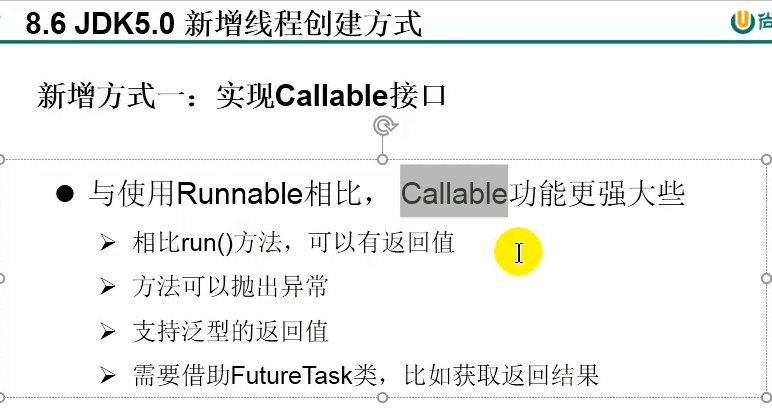 8.6 JDK5.0 新增线程创建方式
尚
新增方式一：实现Callable接口
与使用Runnable相比， Callable功能更强大些
相比run()方法，可以有返回值
方法可以抛出异常
支持泛型的返回值
需要借助FutureTask类，比如获取返回结果